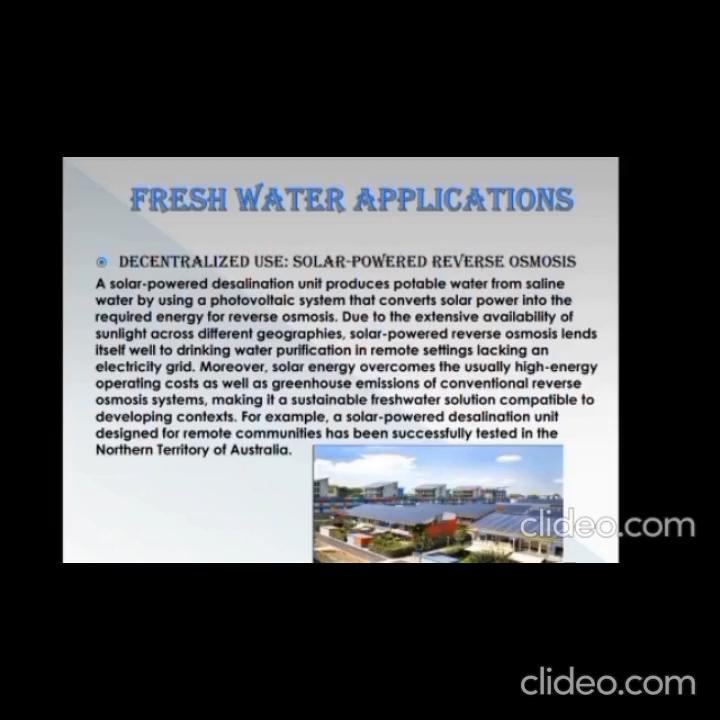 FRESH WATER APPLICATIONS
DECENTRALIZED USE: SOLAR-POWERED REVERSE OSMOSIS
A solar-powered desalination unit produces potable water from saline
water by using a photovoltaic system that converts solar power into the
required energy for reverse osmosis. Due to the extensive availability of
sunlight across different geographies, solar-powered reverse osmosis lends
itself well to drinking water purification in remote settings lacking an
electricity grid. Moreover, solar energy overcomes the usually high-energy
operating costs as well as greenhouse emissions of conventional reverse
osmosis systems, making it a sustainable freshwater solution compatible to
developing contexts. For example, a solar-powered desalination unit
designed for remote communities has been successfully tested in the
Northern Territory of Australia.
clideo.com
clideo.com